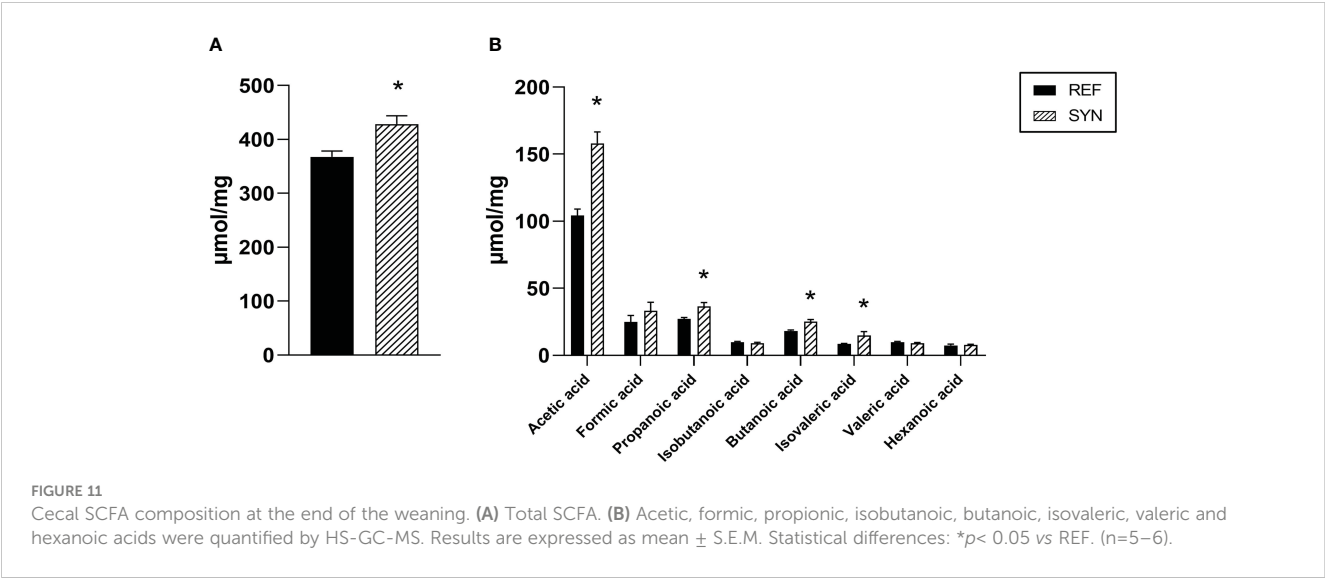 A
B
500
400
300
200
100
0
µmol/mg
*
200
150
100
50
0
µmol/mg
*
*
*
*
Acetic acid
Formic acid
Propanoic acid
Isobutanoic acid
Butanoic acid
Isovaleric acid
Valeric acid
Hexanoic acid
REF
SYN
FIGURE 11
Cecal SCFA composition at the end of the weaning. (A) Total SCFA. (B) Acetic, formic, propionic, isobutanoic, butanoic, isovaleric, valeric and
hexanoic acids were quantified by HS-GC-MS. Results are expressed as mean ± S.E.M. Statistical differences: *p< 0.05 vs REF. (n=5–6).